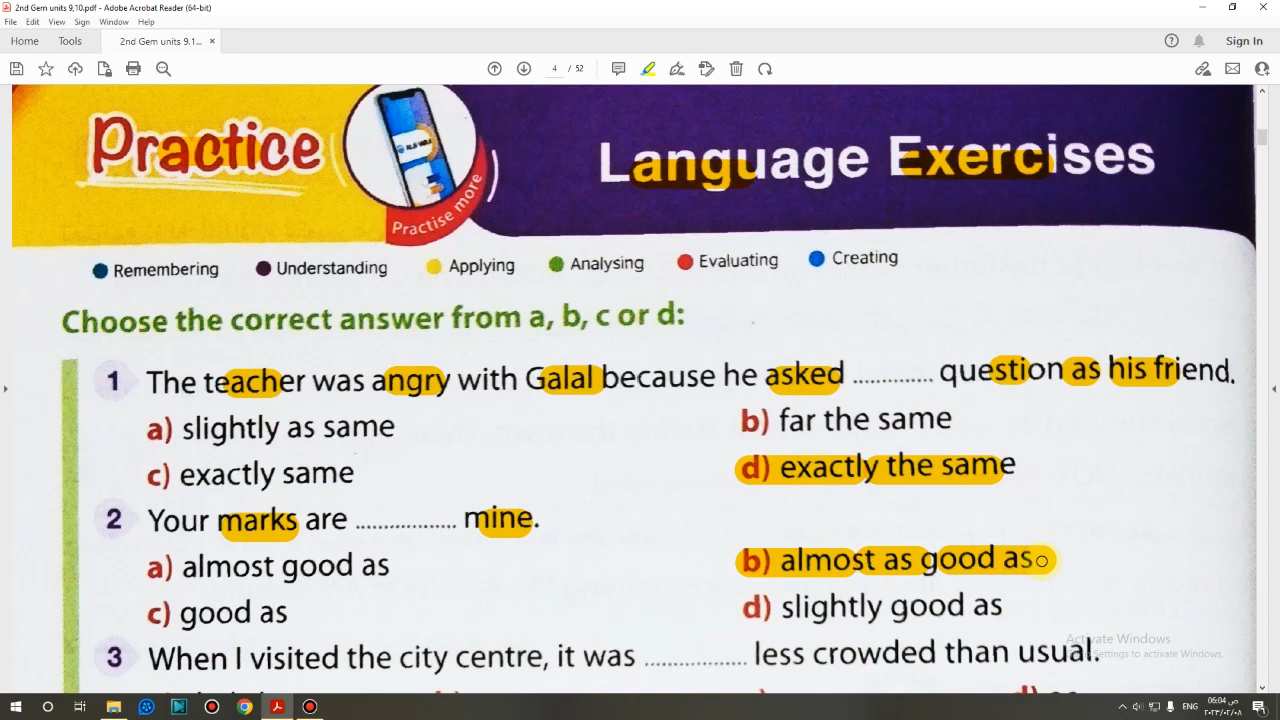 2nd Gem units 9,10.pdf - Adobe Acrobat Reader (64-bit)
File Edit View Sign Window Help
Home Tools 2nd Gem units 9,1... × Sign In
4 / 52
Practice
Practise more
Language Exercises
Remembering Understanding Applying Analysing Evaluating Creating
Choose the correct answer from a, b, c or d:
1 The teacher was angry with Galal because he asked ............. question as his friend.
a) slightly as same b) far the same
c) exactly same d) exactly the same
2 Your marks are ................. mine.
a) almost good as b) almost as good as
c) good as d) slightly good as
3 When I visited the city centre, it was ................. less crowded than usual.
Activate Windows
Settings to activate Windows.
ENG
06:04 ص
٢٠٢٣/٠٢/٠٨